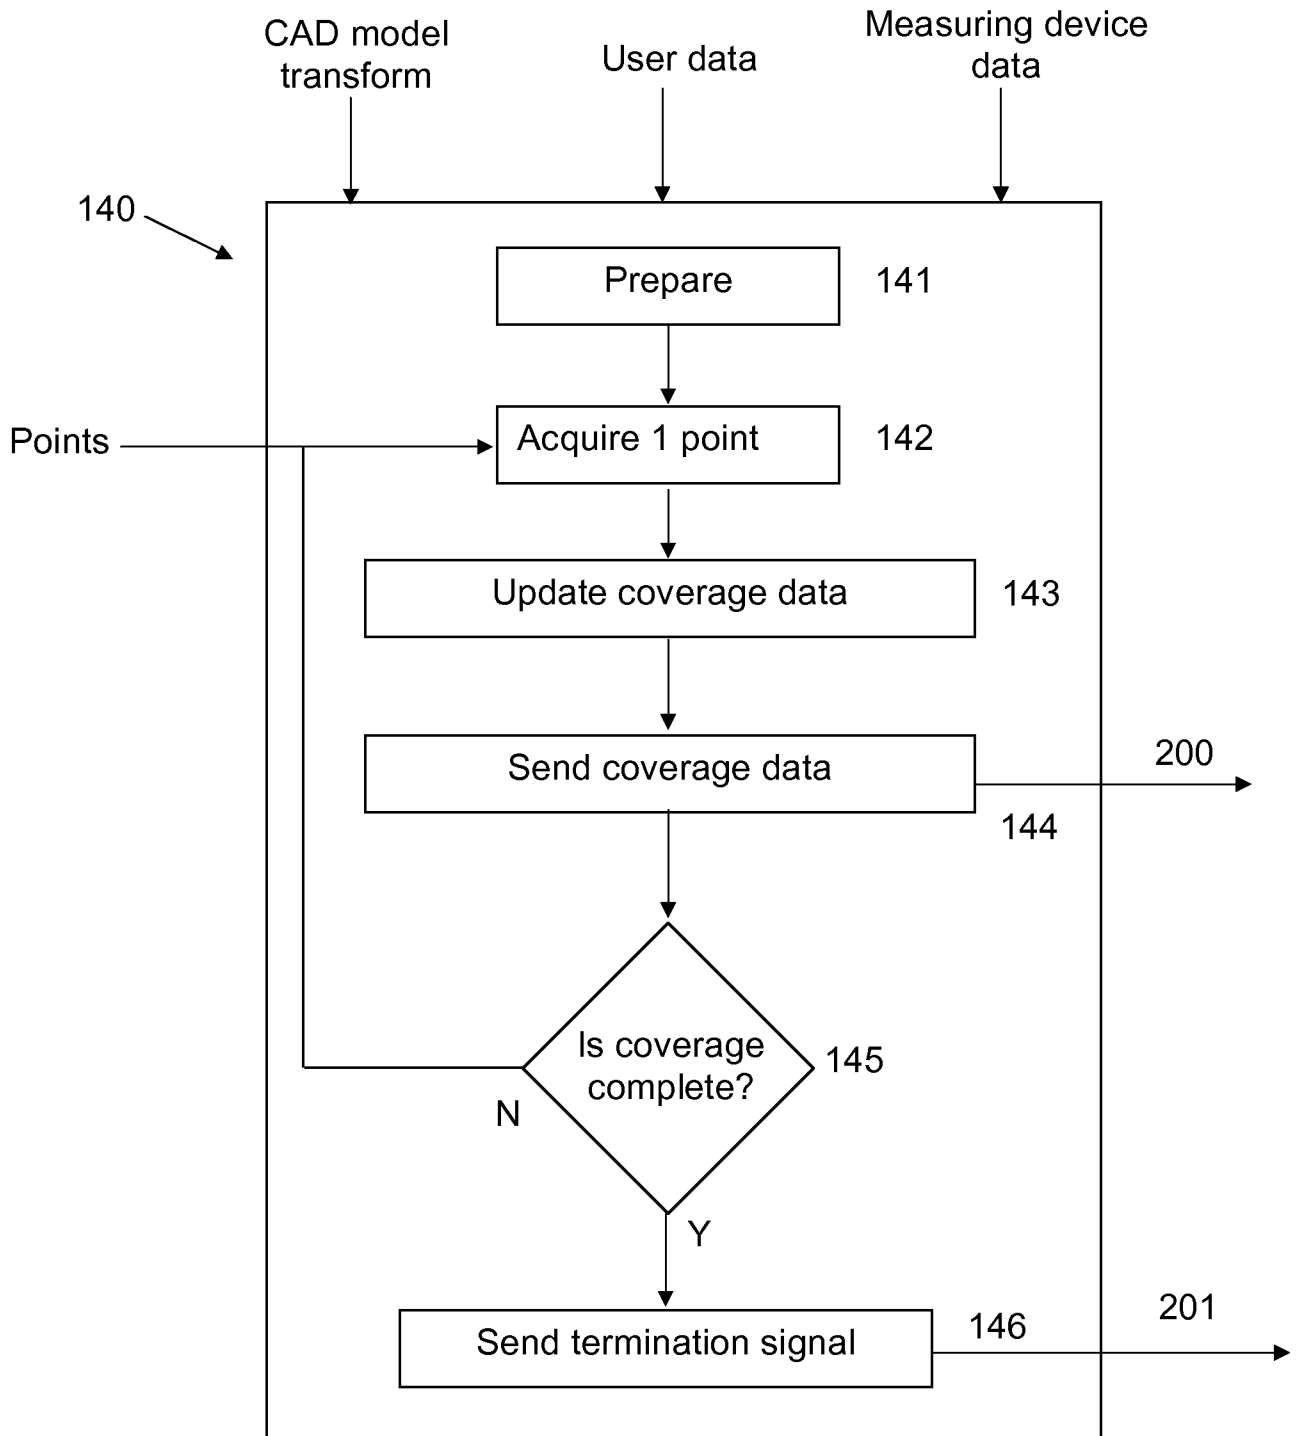 CAD model
transform
User data
Measuring device
data
140
Prepare
141
Points
Acquire 1 point
142
Update coverage data
143
Send coverage data
200
144
Is coverage
complete?
145
N
Y
Send termination signal
146
201